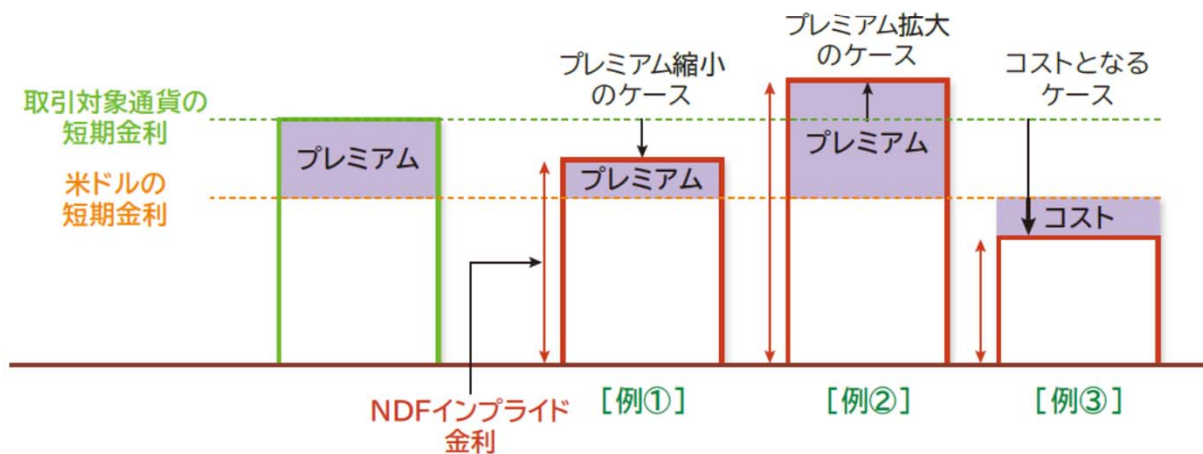 プレミアム縮小
のケース
プレミアム拡大
のケース
コストとなる
ケース
取引対象通貨の
短期金利
米ドルの
短期金利
プレミアム
プレミアム
プレミアム
コスト
NDFインプライド
金利
[例①]
[例②]
[例③]